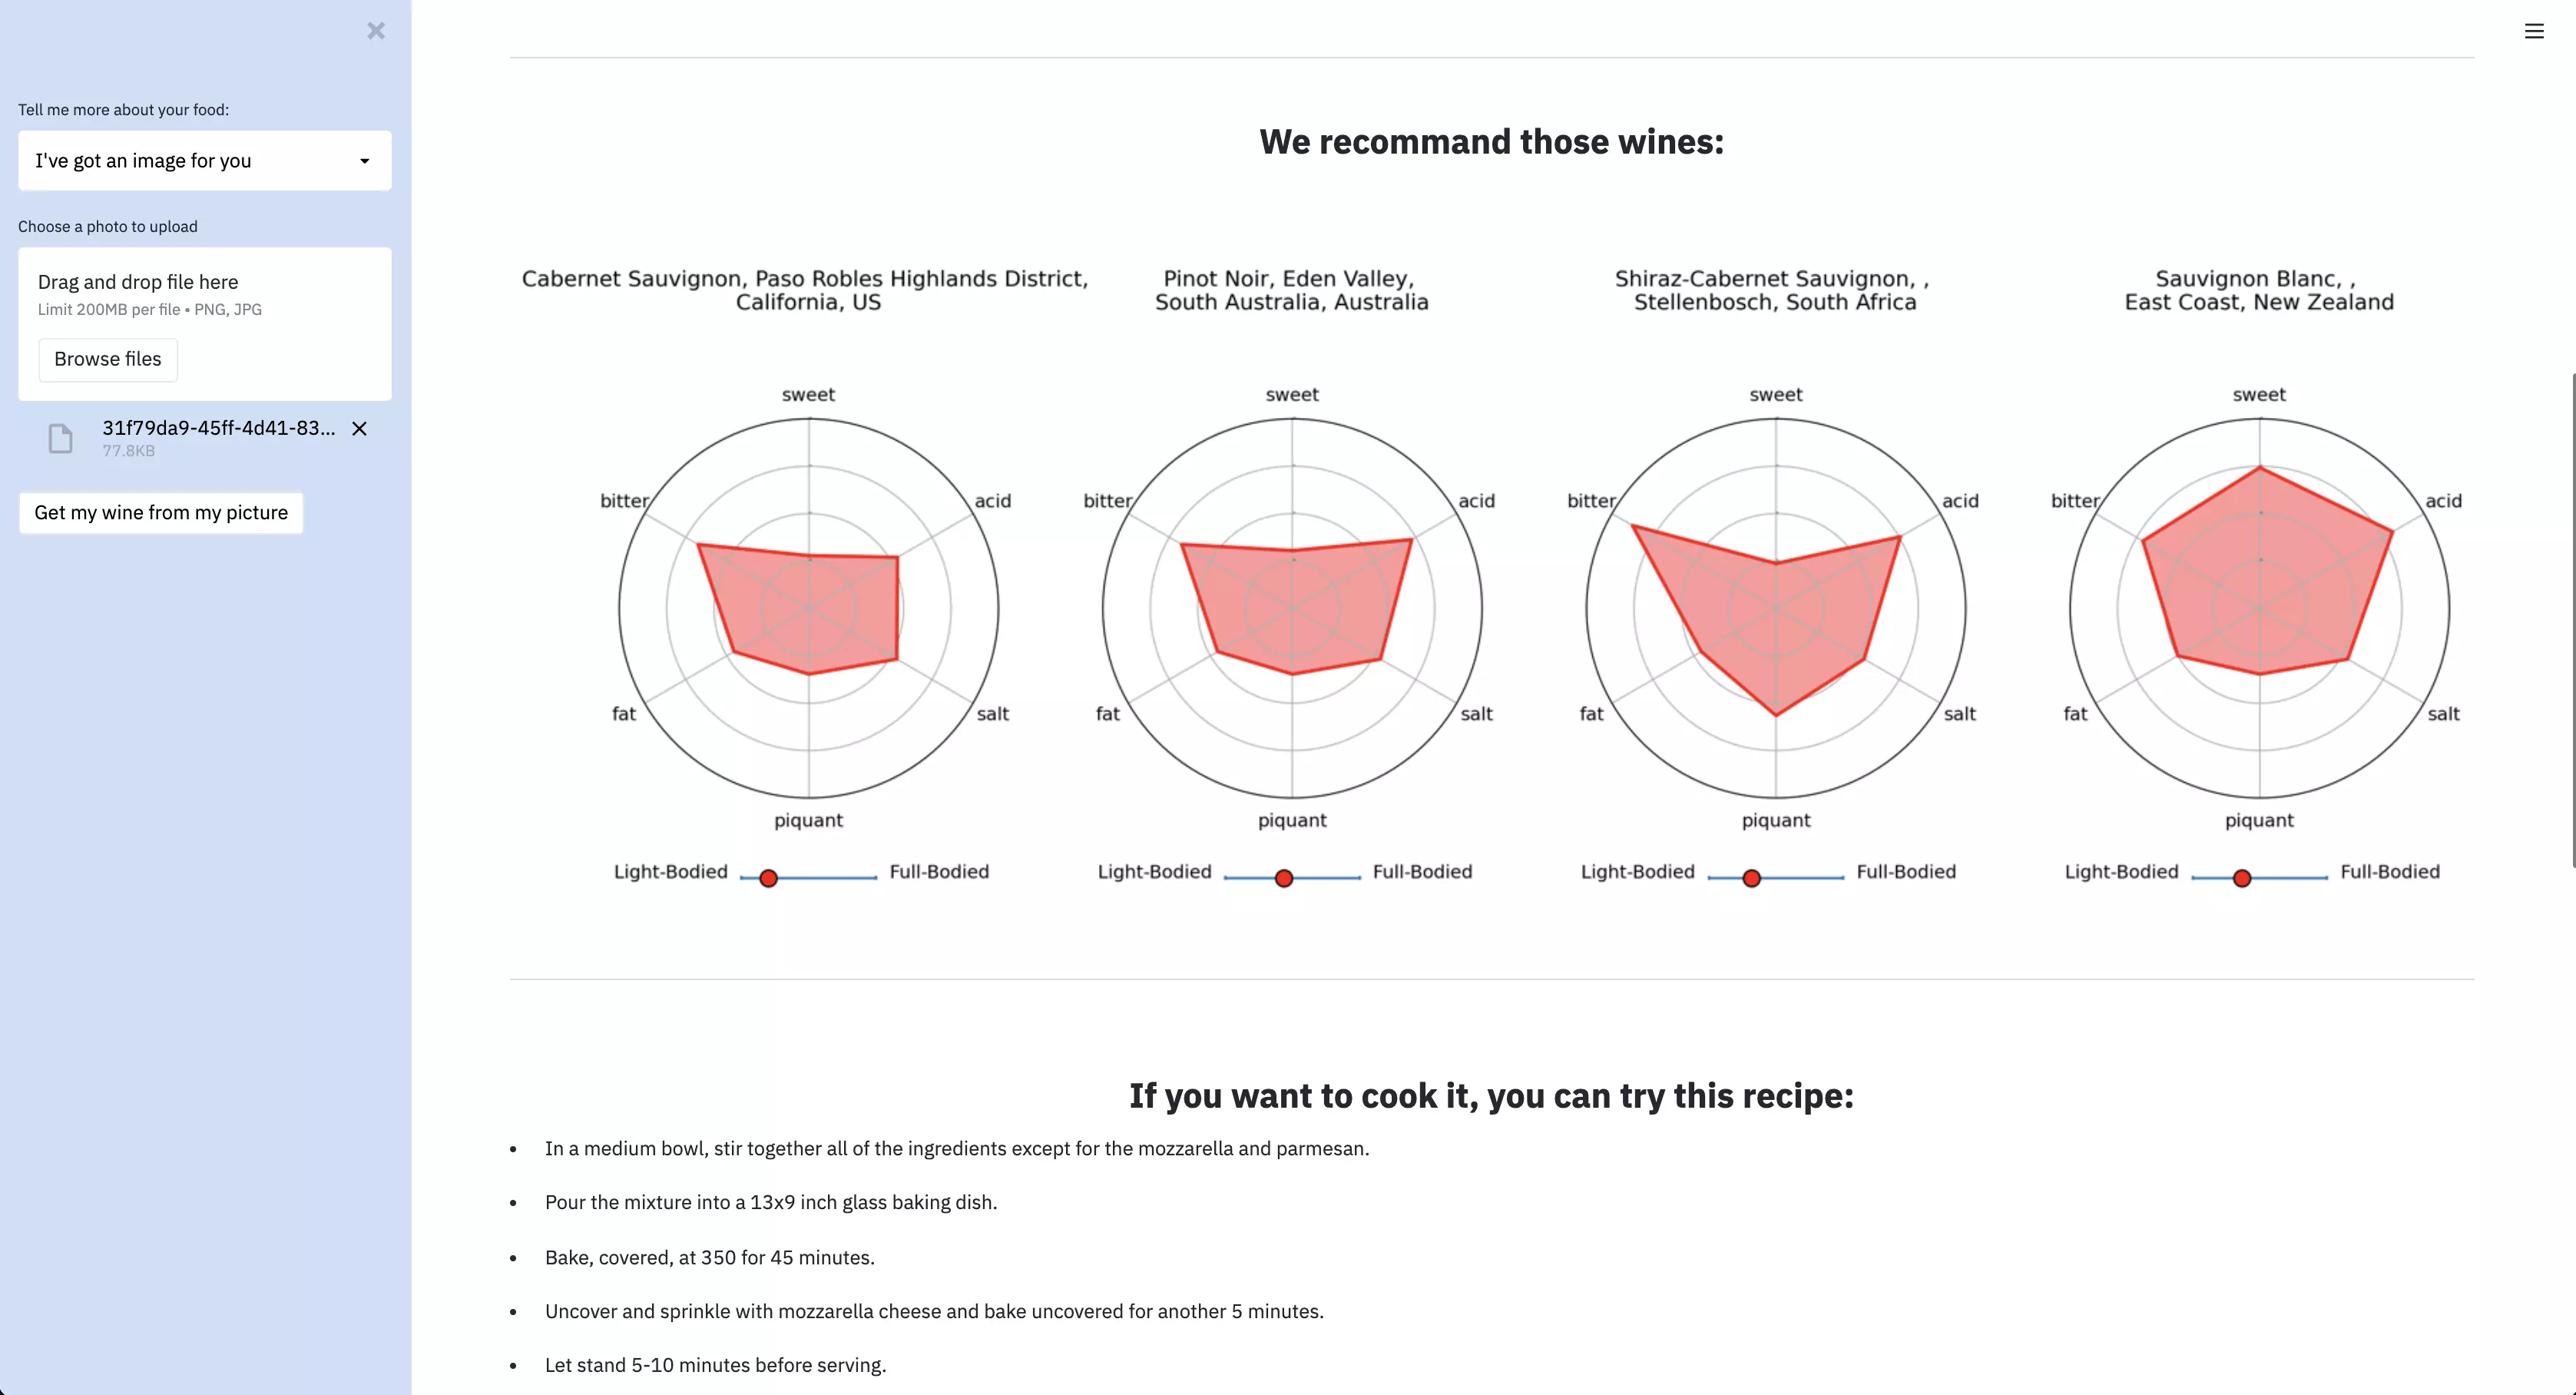 Tell me more about your food:
I've got an image for you
Choose a photo to upload
Drag and drop file here
Limit 200MB per file • PNG, JPG
Browse files
31f79da9-45ff-4d41-83...
77.8KB
Get my wine from my picture
We recommand those wines:
Cabernet Sauvignon, Paso Robles Highlands District,
California, US
sweet
bitter
acid
fat
salt
piquant
Light-Bodied
Full-Bodied
Pinot Noir, Eden Valley,
South Australia, Australia
sweet
bitter
acid
fat
salt
piquant
Light-Bodied
Full-Bodied
Shiraz-Cabernet Sauvignon, ,
Stellenbosch, South Africa
sweet
bitter
acid
fat
salt
piquant
Light-Bodied
Full-Bodied
Sauvignon Blanc, ,
East Coast, New Zealand
sweet
bitter
acid
fat
salt
piquant
Light-Bodied
Full-Bodied
If you want to cook it, you can try this recipe:
• In a medium bowl, stir together all of the ingredients except for the mozzarella and parmesan.
• Pour the mixture into a 13x9 inch glass baking dish.
• Bake, covered, at 350 for 45 minutes.
• Uncover and sprinkle with mozzarella cheese and bake uncovered for another 5 minutes.
• Let stand 5-10 minutes before serving.